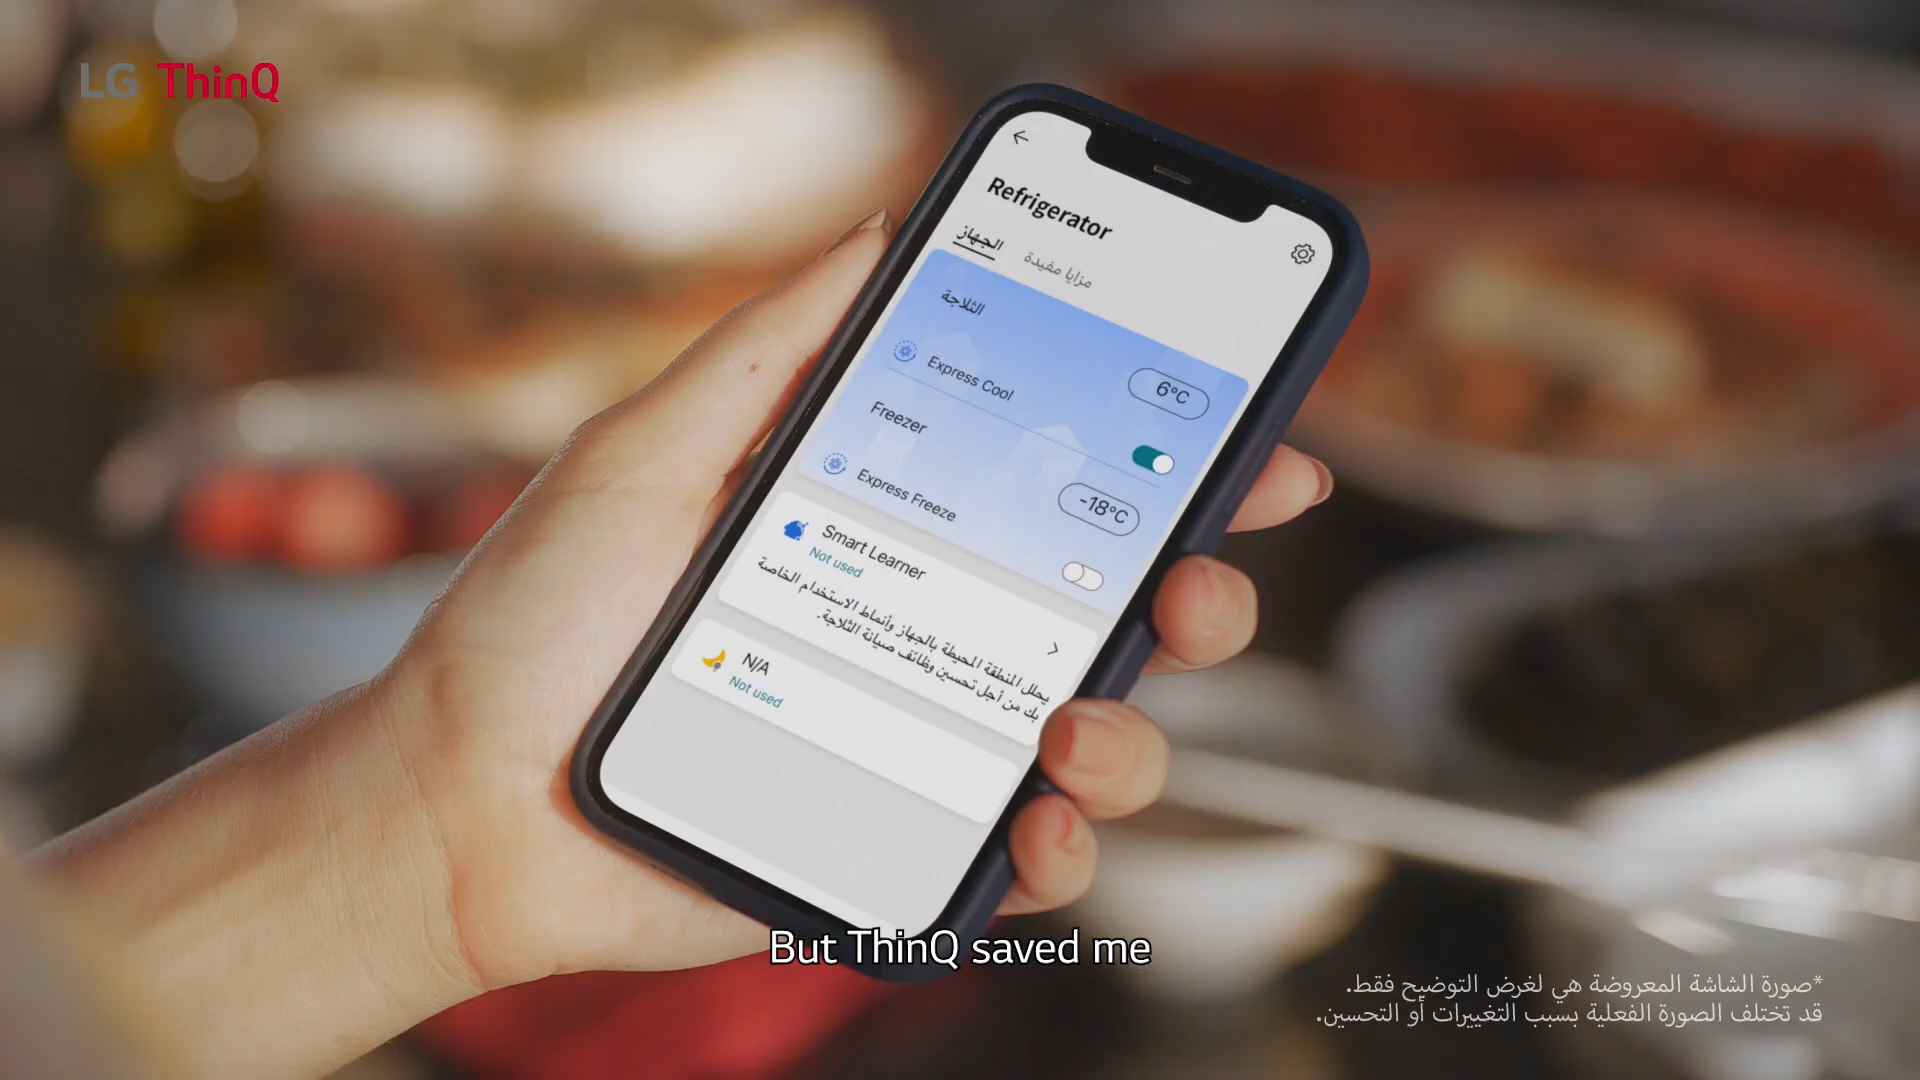 LG ThinQ
Refrigerator
الجهاز
مزايا مفيدة
الثلاجة
6°C
Express Cool
Freezer
-18°C
Express Freeze
Smart Learner
Not used
يحلل المنطقة المحيطة بالجهاز وأنماط الاستخدام الخاصة
بك من أجل تحسين وظائف صيانة الثلاجة.
N/A
Not used
But ThinQ saved me
*صورة الشاشة المعروضة هي لغرض التوضيح فقط.
قد تختلف الصورة الفعلية بسبب التغييرات أو التحسين.